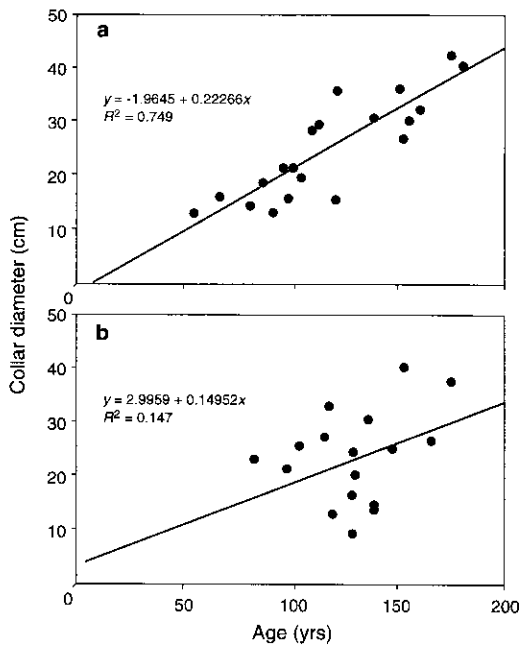 a
50
40
30
20
10
0
y = -1.9645 + 0.22266x
R² = 0.749
b
50
40
30
20
10
0
y = 2.9959 + 0.14952x
R² = 0.147
50
100
150
200
Collar diameter (cm)
Age (yrs)